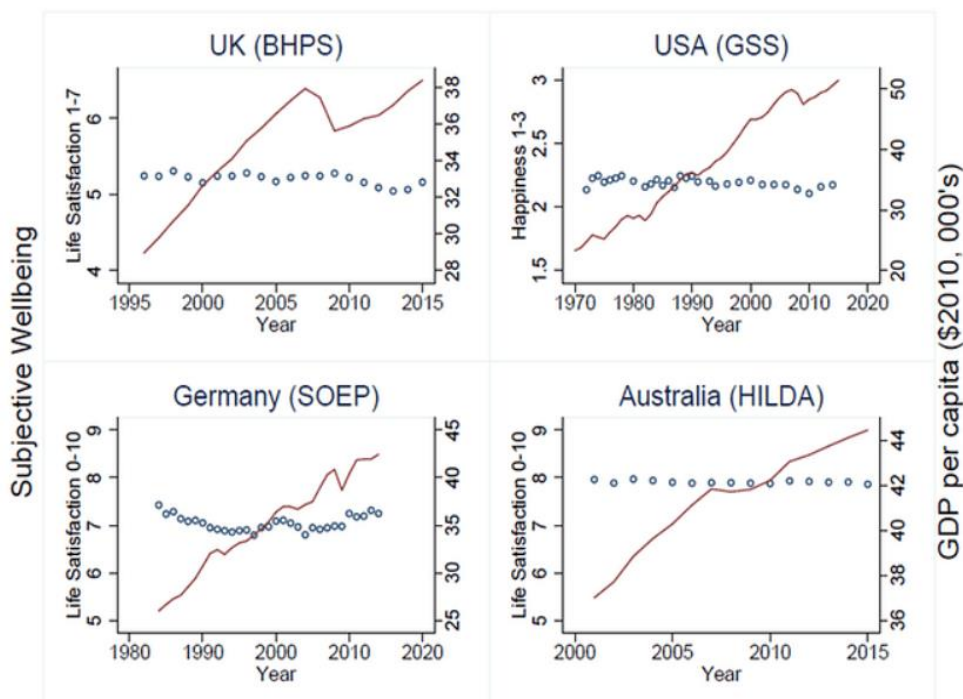 UK (BHPS)
Life Satisfaction 1-7
4 5 6
28 30 32 34 36 38
1995 2000 2005 2010 2015
Year
USA (GSS)
Happiness 1-3
1.5 2 2.5 3
20 30 40 50
1970 1980 1990 2000 2010 2020
Year
Subjective Wellbeing
GDP per capita ($2010, 000's)
Germany (SOEP)
Life Satisfaction 0-10
5 6 7 8 9
25 30 35 40 45
1980 1990 2000 2010 2020
Year
Australia (HILDA)
Life Satisfaction 0-10
5 6 7 8 9
36 38 40 42 44
2000 2005 2010 2015
Year